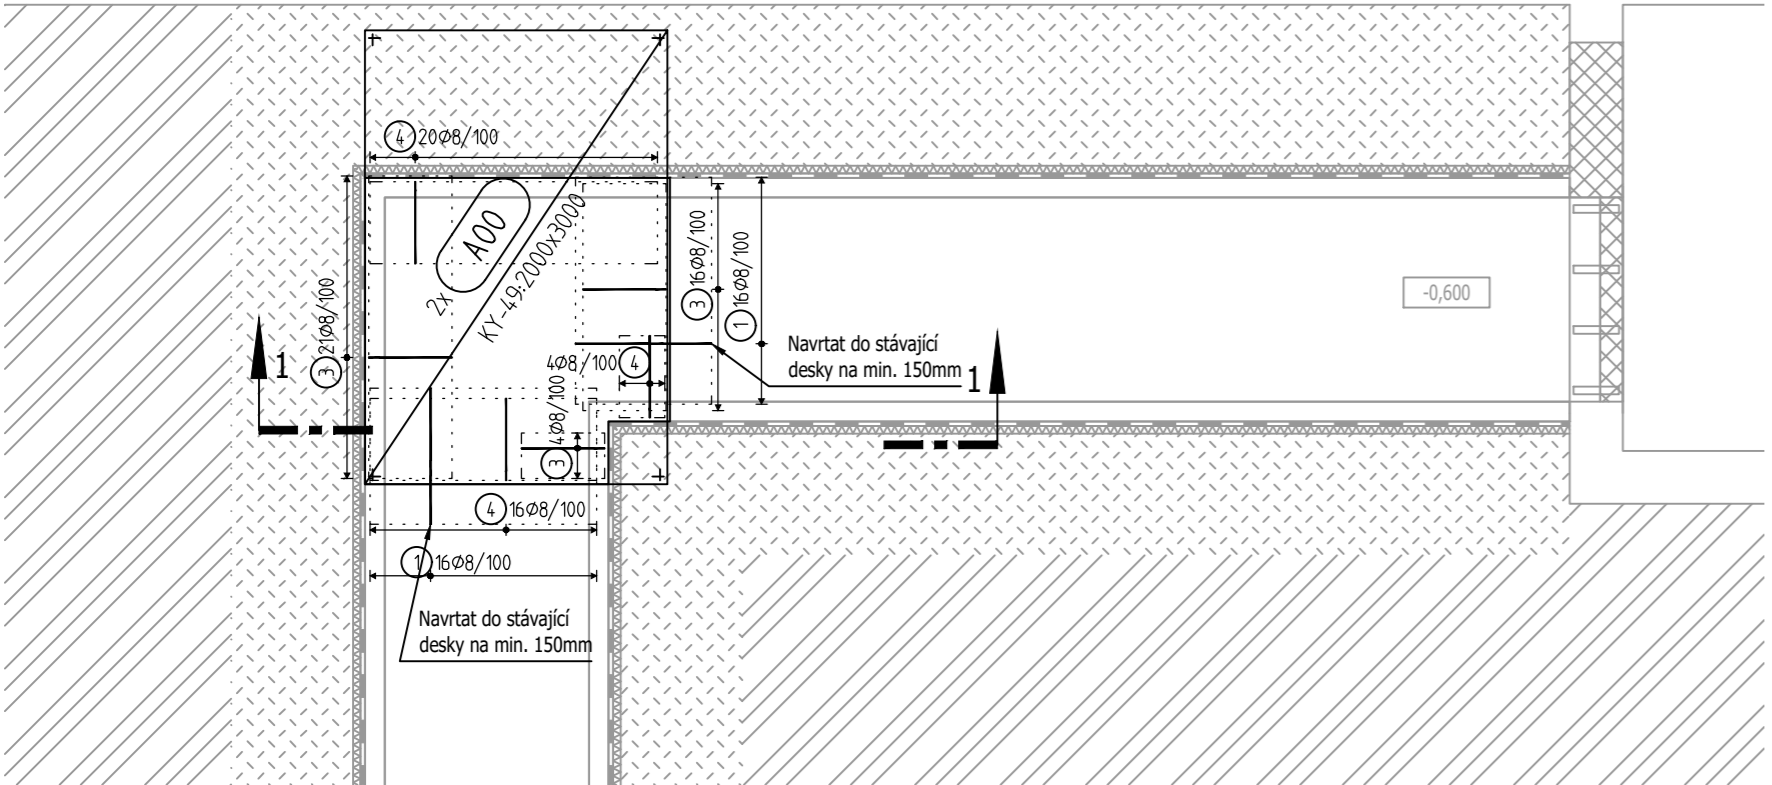 4 20Ø8/100
A00
2x
KY-49:2000x3000
3 21Ø8/100
3 16Ø8/100
1 16Ø8/100
-0,600
1
Navrtat do stávající
desky na min. 150mm
1
4Ø8/100 4
3 4Ø8/100
4 16Ø8/100
1 16Ø8/100
Navrtat do stávající
desky na min. 150mm